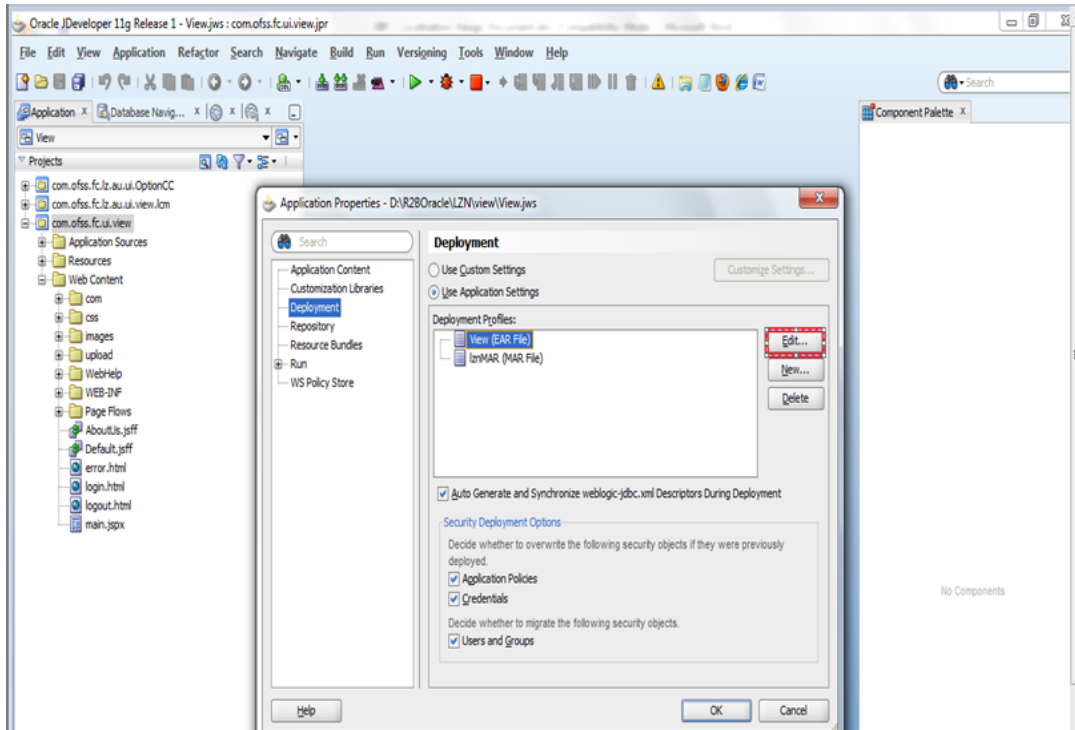 Oracle JDeveloper 11g Release 1 - View.jws : com.ofss.fc.ui.view.jpr
File Edit View Application Refactor Search Navigate Build Run Versioning Tools Window Help
Search
Application x Database Navig... x x x
Component Palette x
View
Projects
com.ofss.fc.lz.au.ui.OptionCC
com.ofss.fc.lz.au.ui.view.lcm
com.ofss.fc.ui.view
Application Sources
Resources
Web Content
com
css
images
upload
WebHelp
WEB-INF
Page Flows
AboutUs.jsff
Default.jsff
error.html
login.html
logout.html
main.jspx
Application Properties - D:\R28Oracle\LZN\view\View.jws
Search
Application Content
Customization Libraries
Deployment
Repository
Resource Bundles
Run
WS Policy Store
Deployment
Use Custom Settings
Customize Settings...
Use Application Settings
Deployment Profiles:
View (EAR File)
lznMAR (MAR File)
Edit...
New...
Delete
Auto Generate and Synchronize weblogic-jdbc.xml Descriptors During Deployment
Security Deployment Options
Decide whether to overwrite the following security objects if they were previously
deployed.
Application Policies
Credentials
Decide whether to migrate the following security objects.
Users and Groups
Help
OK
Cancel
No Components